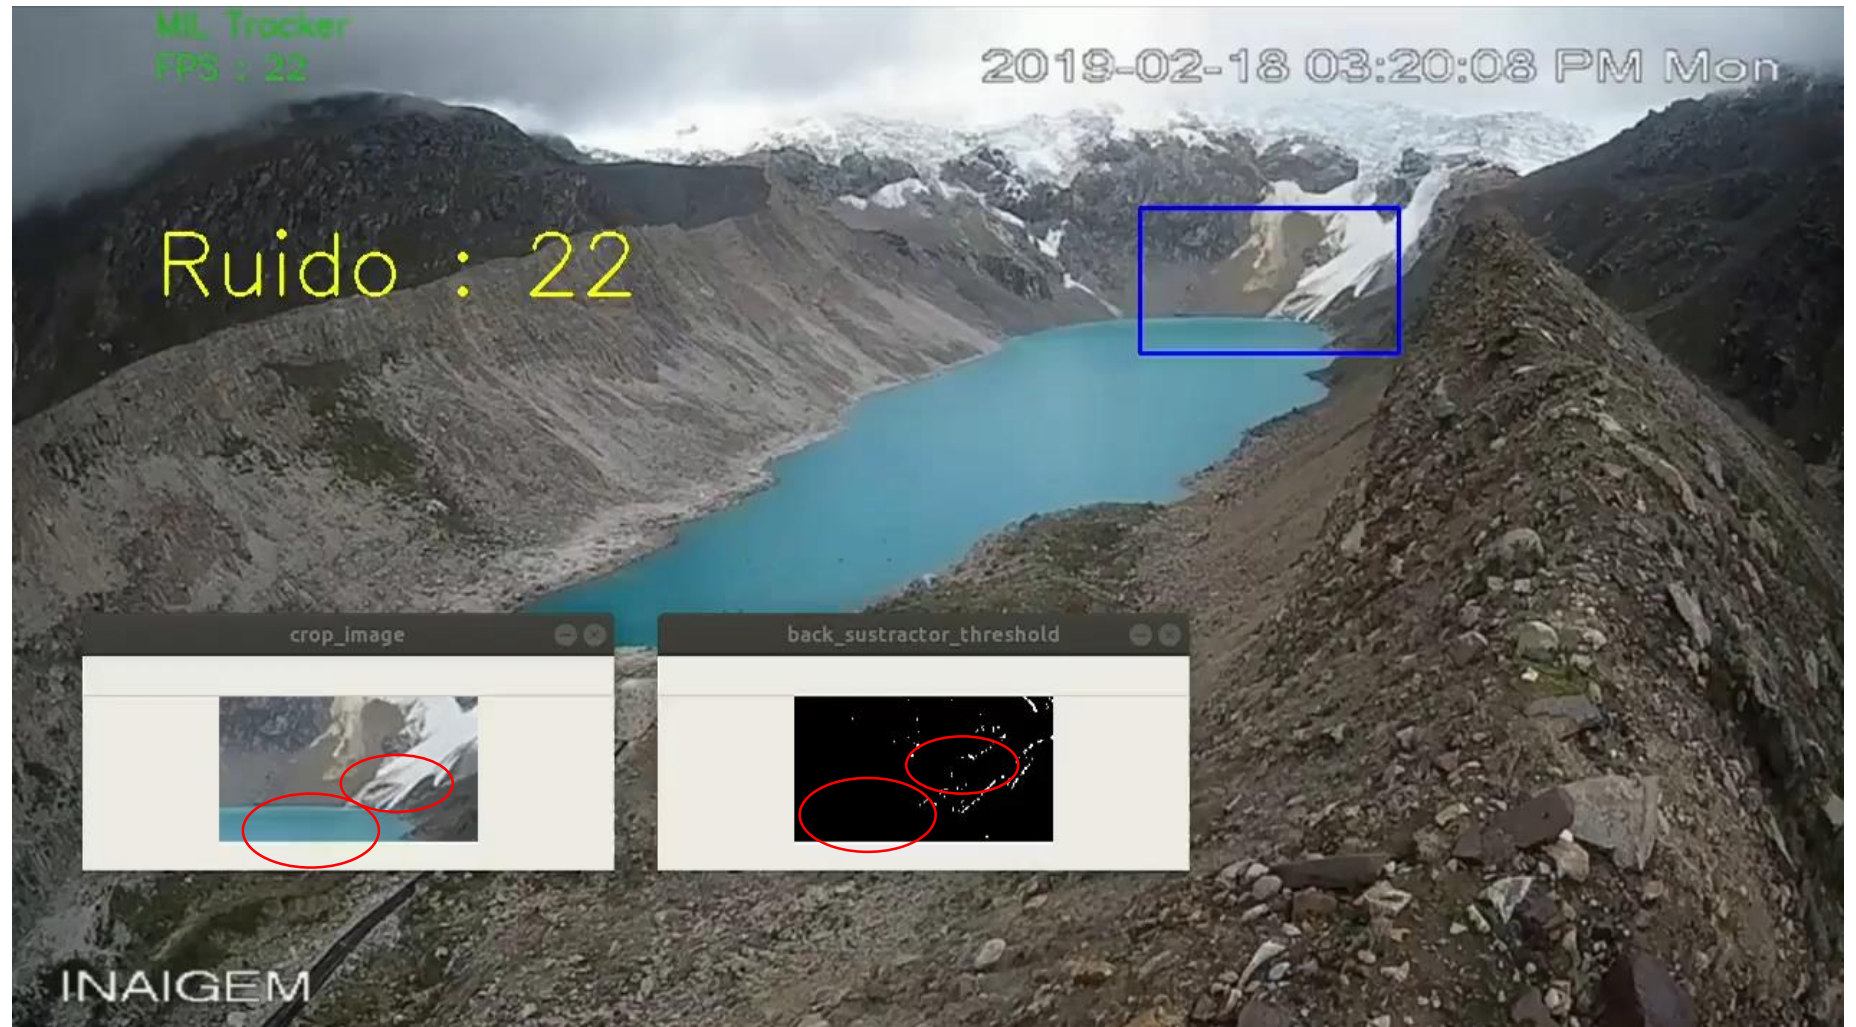 MIL Tracker
FPS : 22
2019-02-18 03:20:08 PM Mon
Ruido : 22
crop_image
back_sustractor_threshold
INAIGEM